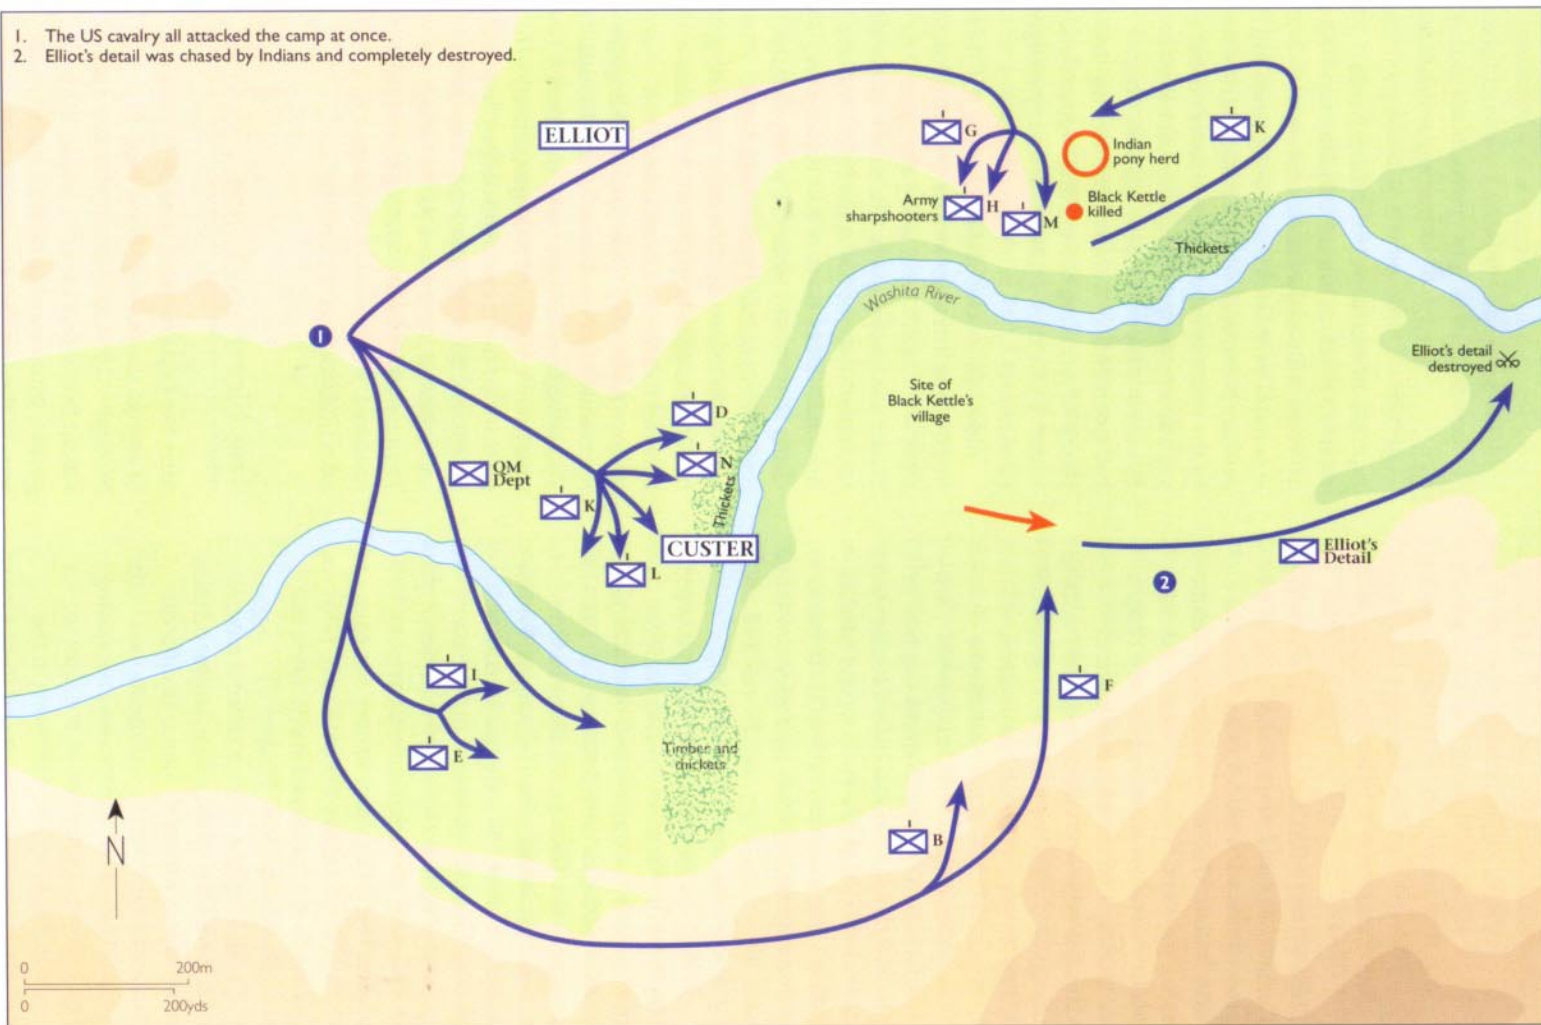 1. The US cavalry all attacked the camp at once.
2. Elliot's detail was chased by Indians and completely destroyed.
ELLIOT
G
K
Indian
pony herd
Army
sharpshooters
H
M
Black Kettle
killed
Thickets
Washita River
1
Elliot's detail
destroyed
Site of
Black Kettle's
village
D
QM
Dept
N
Thickets
K
CUSTER
L
Elliot's
Detail
2
I
F
E
Timber and
thickets
B
N
0 200m
0 200yds